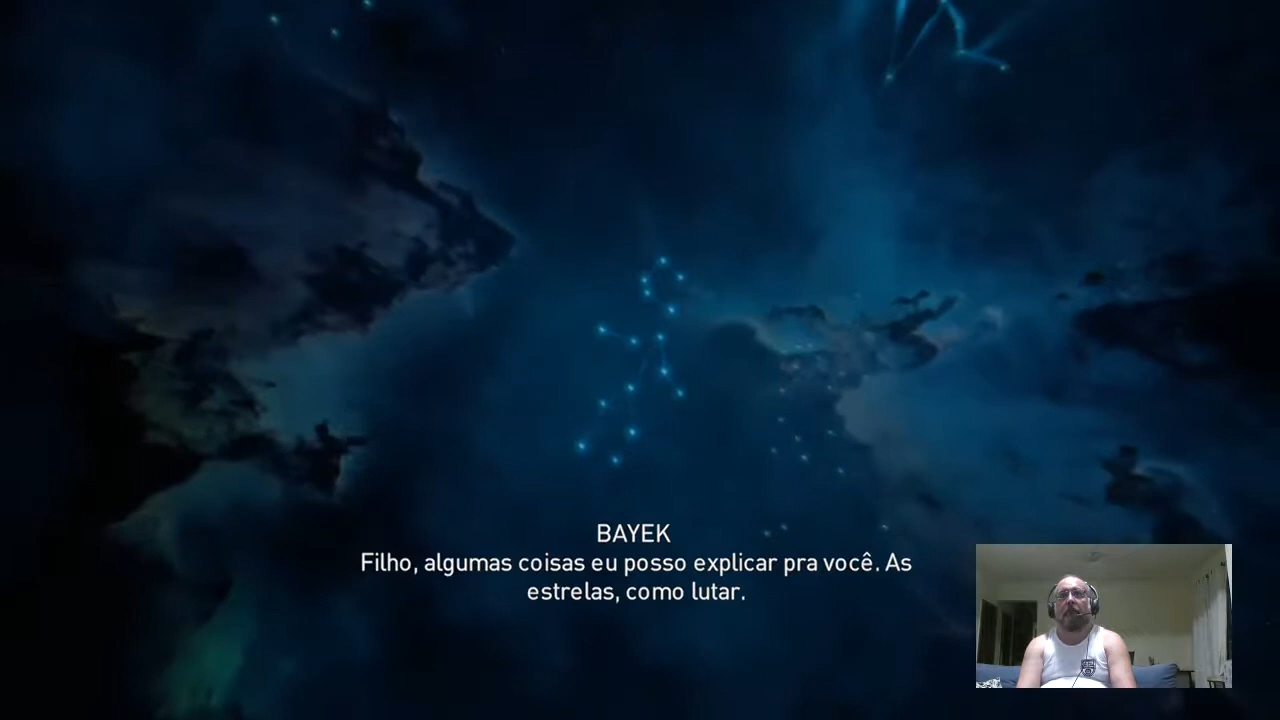 BAYEK
Filho, algumas coisas eu posso explicar pra você. As
estrelas, como lutar.